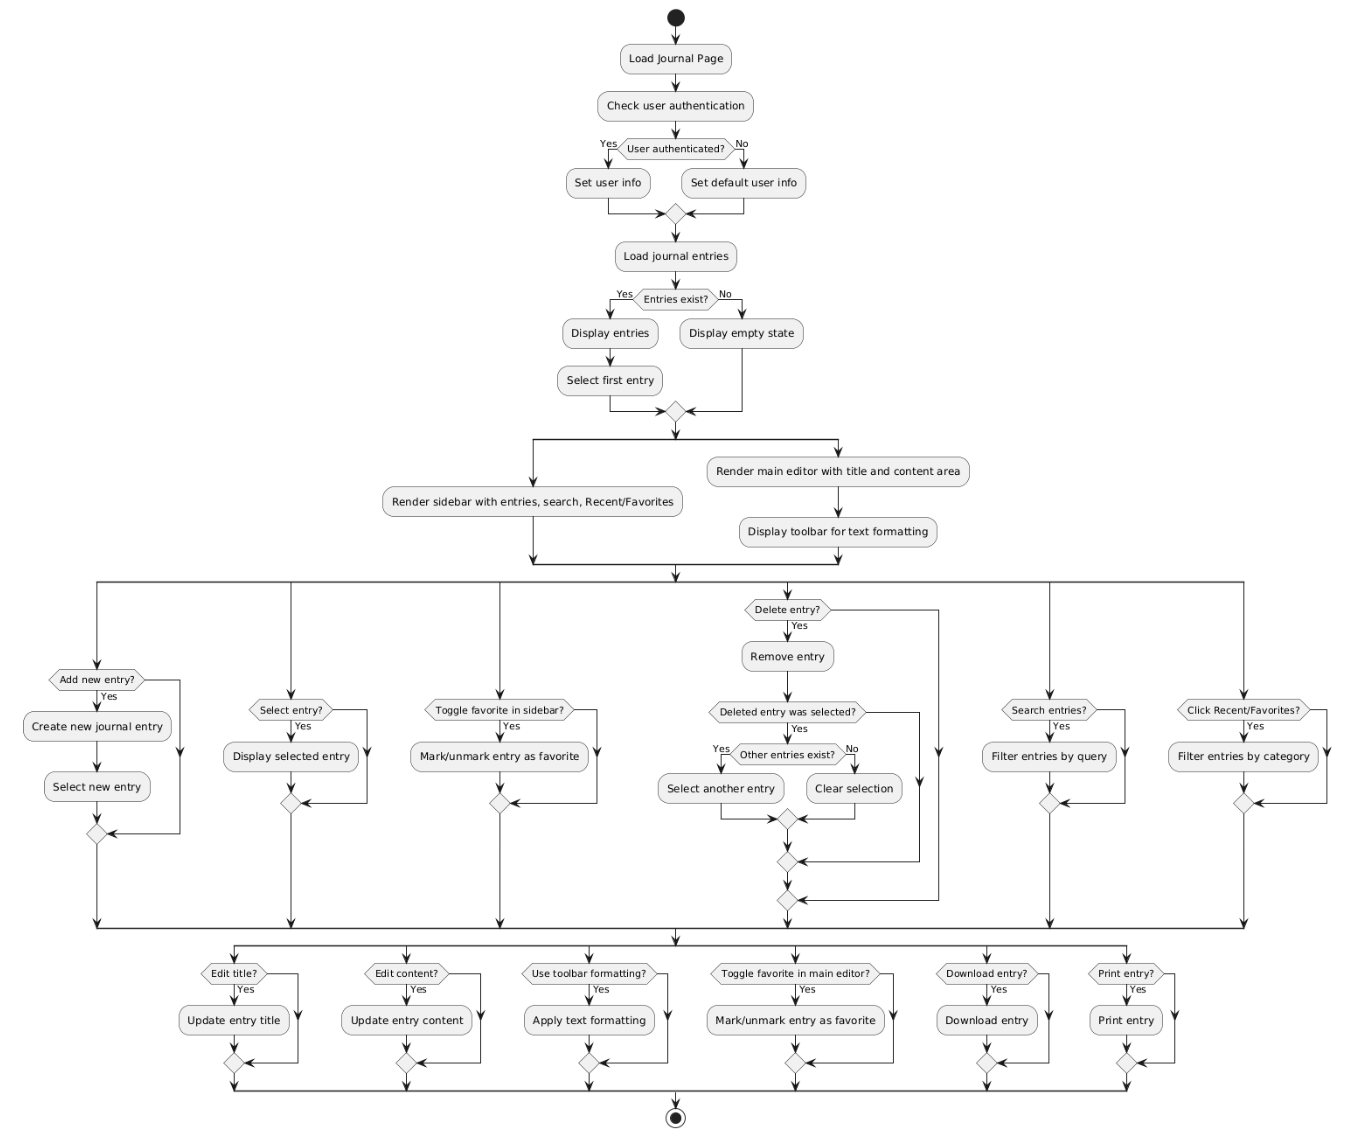 Load Journal Page
Check user authentication
Yes
User authenticated?
No
Set user info
Set default user info
Load journal entries
Yes
Entries exist?
No
Display entries
Display empty state
Select first entry
Render main editor with title and content area
Render sidebar with entries, search, Recent/Favorites
Display toolbar for text formatting
Add new entry?
Yes
Create new journal entry
Select new entry
Select entry?
Yes
Display selected entry
Toggle favorite in sidebar?
Yes
Mark/unmark entry as favorite
Delete entry?
Yes
Remove entry
Deleted entry was selected?
Yes
Yes
Other entries exist?
No
Select another entry
Clear selection
Search entries?
Yes
Filter entries by query
Click Recent/Favorites?
Yes
Filter entries by category
Edit title?
Yes
Update entry title
Edit content?
Yes
Update entry content
Use toolbar formatting?
Yes
Apply text formatting
Toggle favorite in main editor?
Yes
Mark/unmark entry as favorite
Download entry?
Yes
Download entry
Print entry?
Yes
Print entry